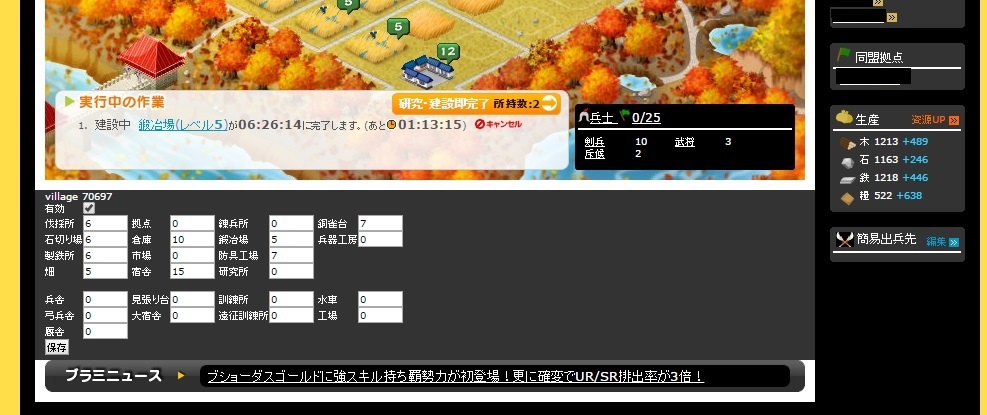 5
5
12
実行中の作業
研究・建設即完了 所持数:2
1. 建設中 鍛冶場(レベル5)が06:26:14に完了します。(あと01:13:15) キャンセル
兵士 0/25
剣兵 10 武将 3
斥候 2
village 70697
有効
伐採所 6 拠点 0 練兵所 0 銅雀台 7
石切り場 6 倉庫 10 鍛冶場 5 兵器工房 0
製鉄所 6 市場 0 防具工場 7
畑 5 宿舎 15 研究所 0
兵舎 0 見張り台 0 訓練所 0 水車 0
弓兵舎 0 大宿舎 0 遠征訓練所 0 工場 0
厩舎 0
保存
ブラミニュース
ブショーダスゴールドに強スキル持ち覇勢力が初登場！更に確変でUR/SR排出率が3倍！
同盟拠点
生産 資源UP
木 1213 +489
石 1163 +246
鉄 1218 +446
糧 522 +638
簡易出兵先 編集